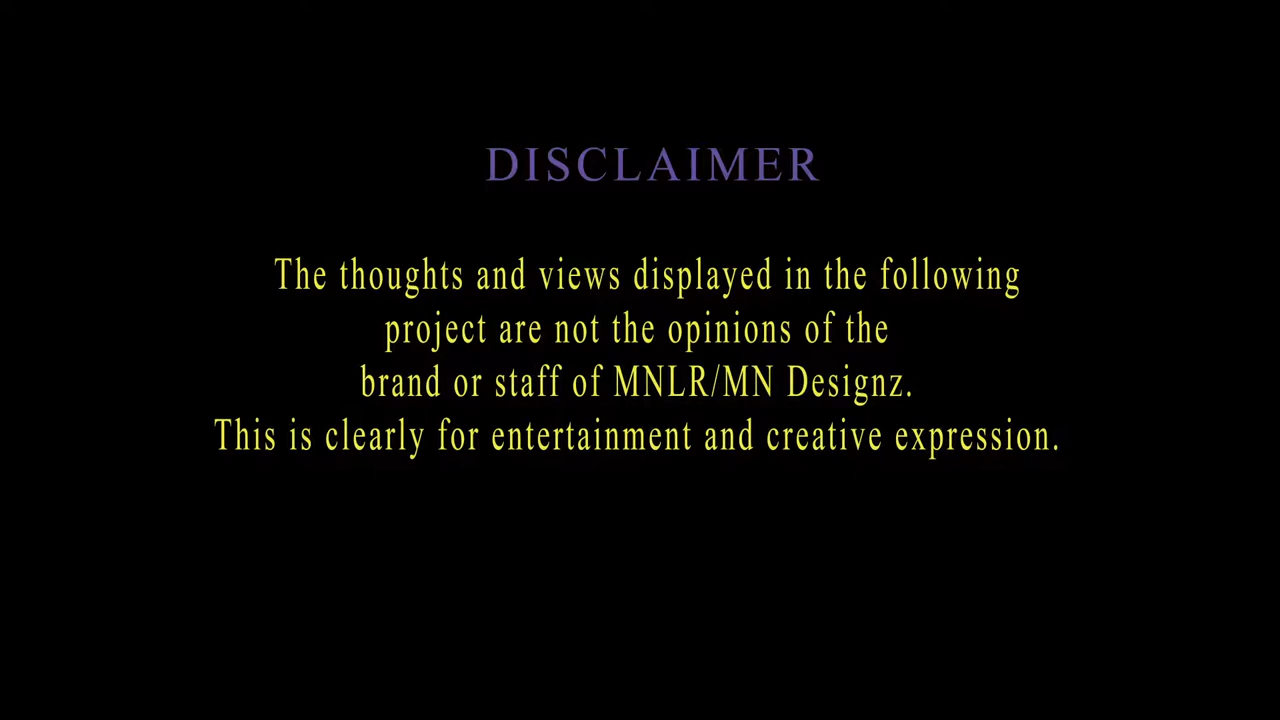 DISCLAIMER
The thoughts and views displayed in the following
project are not the opinions of the
brand or staff of MNLR/MN Designz.
This is clearly for entertainment and creative expression.